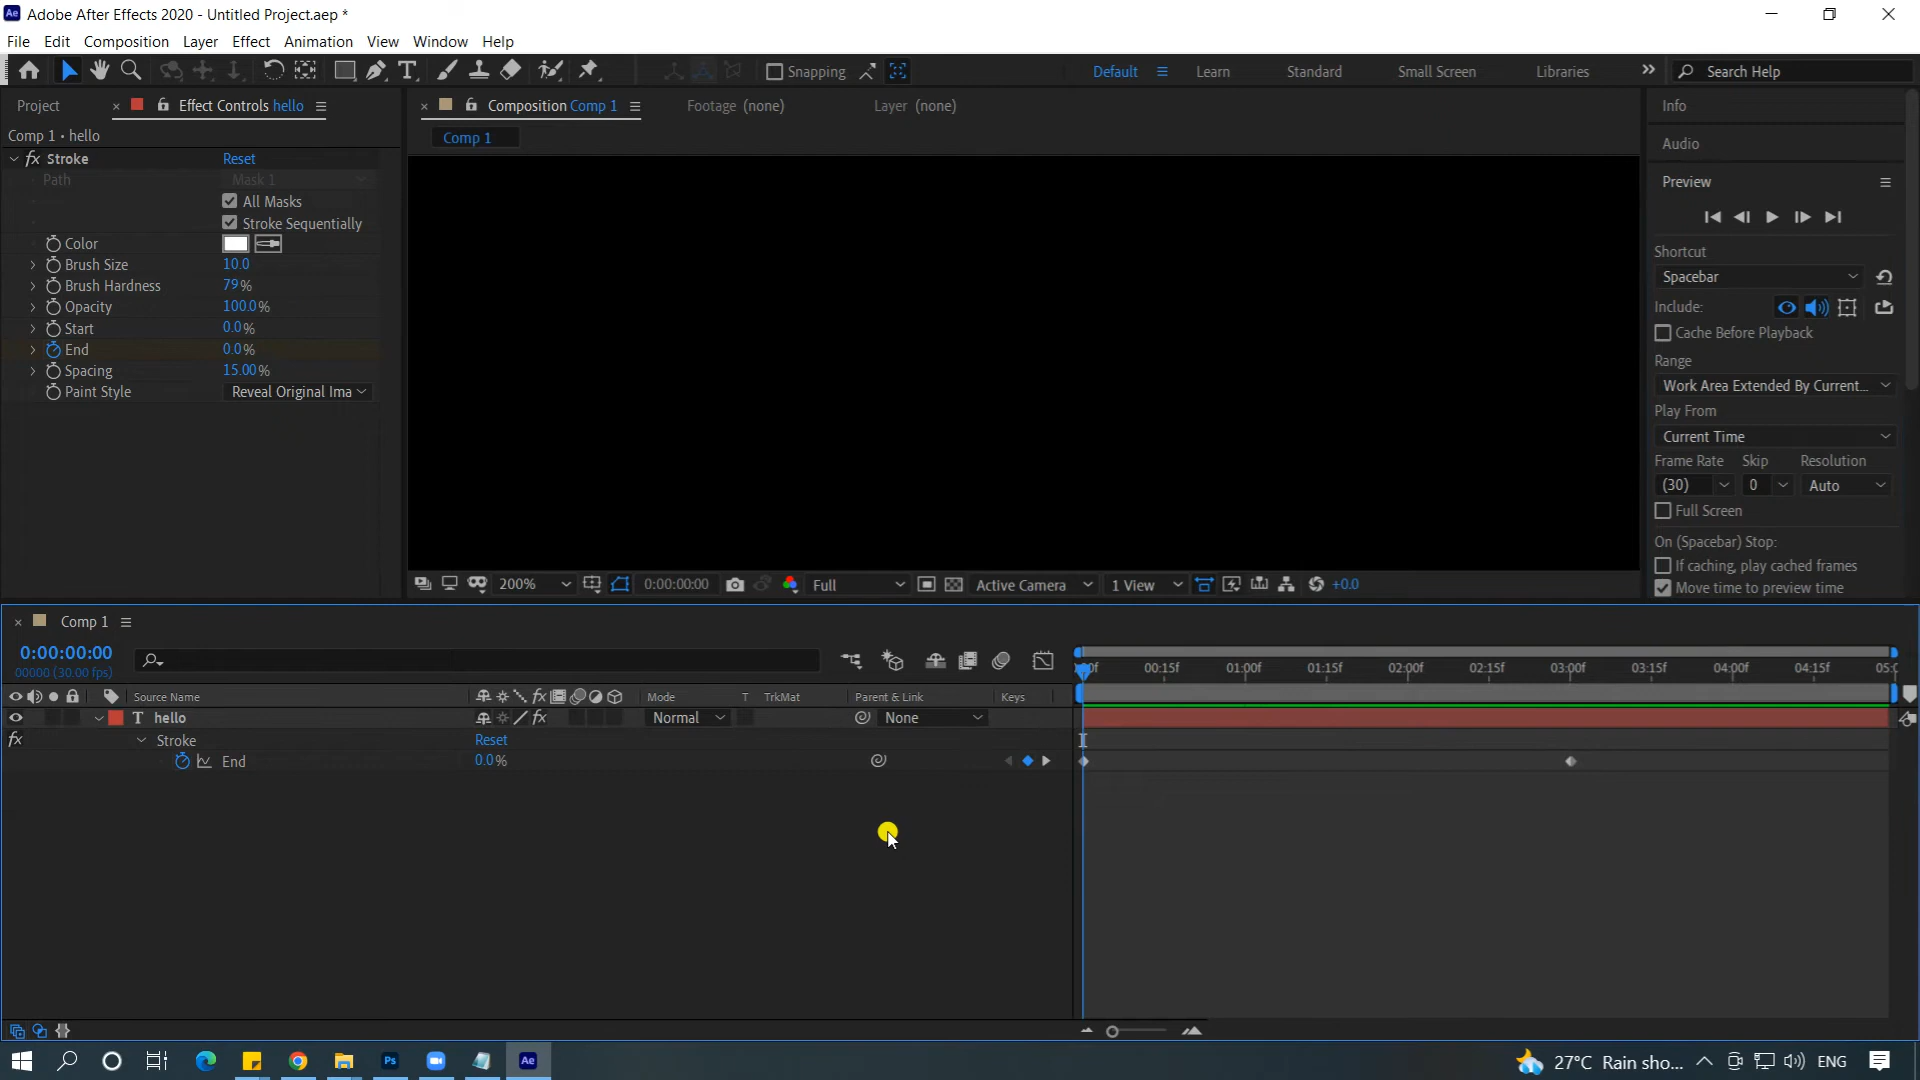 Adobe After Effects 2020 - Untitled Project.aep *
File Edit Composition Layer Effect Animation View Window Help
Snapping Default Learn Standard Small Screen Libraries Search Help
Project Effect Controls hello Composition Comp 1 Footage (none) Layer (none) Info
Comp 1 • hello Comp 1 Audio
fx Stroke Reset
Path Mask 1
Preview
All Masks
Stroke Sequentially
Color
Brush Size 10.0
Brush Hardness 79%
Opacity 100.0%
Start 0.0%
End 0.0%
Spacing 15.00%
Paint Style Reveal Original Ima
Shortcut
Spacebar
Include:
Cache Before Playback
Range
Work Area Extended By Current...
Play From
Current Time
Frame Rate Skip Resolution
(30) 0 Auto
Full Screen
On (Spacebar) Stop:
If caching, play cached frames
Move time to preview time
200% 0:00:00:00 Full Active Camera 1 View +0.0
Comp 1
0:00:00:00
00000 (30.00 fps)
00f 00:15f 01:00f 01:15f 02:00f 02:15f 03:00f 03:15f 04:00f 04:15f 05:0
Source Name fx Mode T TrkMat Parent & Link Keys
T hello fx Normal None
fx Stroke Reset
End 0.0%
Ps Ae 27°C Rain sho... ENG